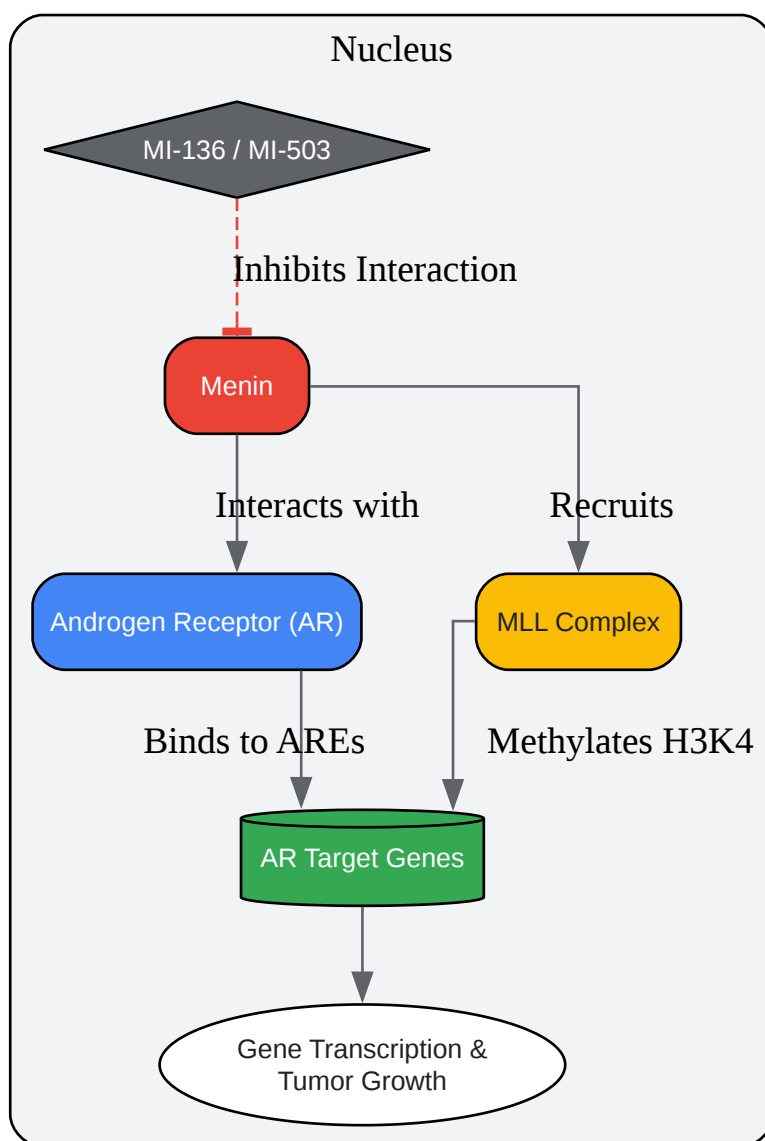 Nucleus
MI-136 / MI-503
Inhibits Interaction
Menin
Interacts with
Recruits
Androgen Receptor (AR)
MLL Complex
Binds to AREs
Methylates H3K4
AR Target Genes
Gene Transcription &
Tumor Growth